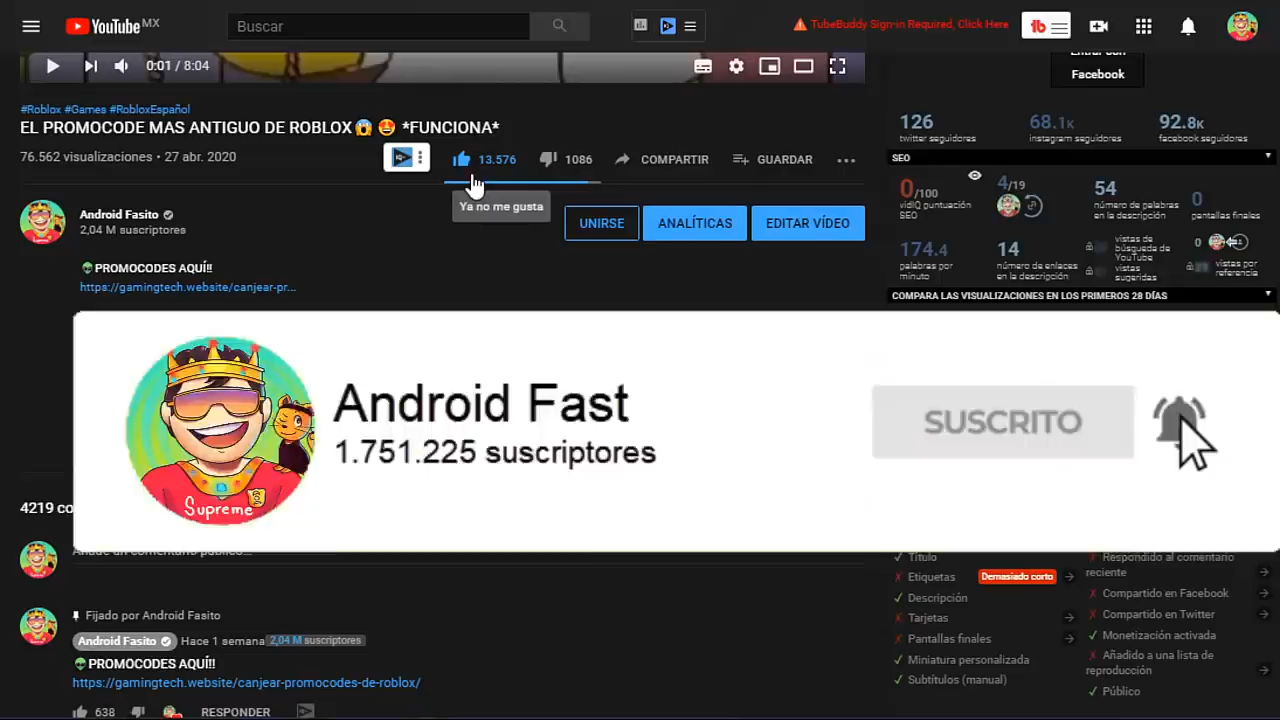 YouTube MX
Buscar
TubeBuddy Sign-in Required, Click Here
tb
0:01 / 8:04
Facebook
#Roblox #Games #RobloxEspañol
EL PROMOCODE MAS ANTIGUO DE ROBLOX😱 🤩 *FUNCIONA*
76.562 visualizaciones • 27 abr. 2020
13.576
1086
COMPARTIR
GUARDAR
Ya no me gusta
Android Fasito
2,04 M suscriptores
UNIRSE
ANALÍTICAS
EDITAR VÍDEO
👽PROMOCODES AQUÍ!!
https://gamingtech.website/canjear-pr...
126
twitter seguidores
68.1K
instagram seguidores
92.8K
facebook seguidores
SEO
0/100
vidIQ puntuación
SEO
4/19
54
número de palabras
en la descripción
0
pantallas finales
174.4
palabras por
minuto
14
número de enlaces
en la descripción
vistas de
búsqueda de
YouTube
vistas
sugeridas
0
vistas por
referencia
COMPARA LAS VISUALIZACIONES EN LOS PRIMEROS 28 DÍAS
Android Fast
1.751.225 suscriptores
SUSCRITO
Supreme
4219 co
Añade un comentario público...
Fijado por Android Fasito
Android Fasito Hace 1 semana 2,04 M suscriptores
👽PROMOCODES AQUÍ!!
https://gamingtech.website/canjear-promocodes-de-roblox/
638
RESPONDER
Título
Etiquetas
Demasiado corto
Descripción
Tarjetas
Pantallas finales
Miniatura personalizada
Subtítulos (manual)
Respondido al comentario
reciente
Compartido en Facebook
Compartido en Twitter
Monetización activada
Añadido a una lista de
reproducción
Público